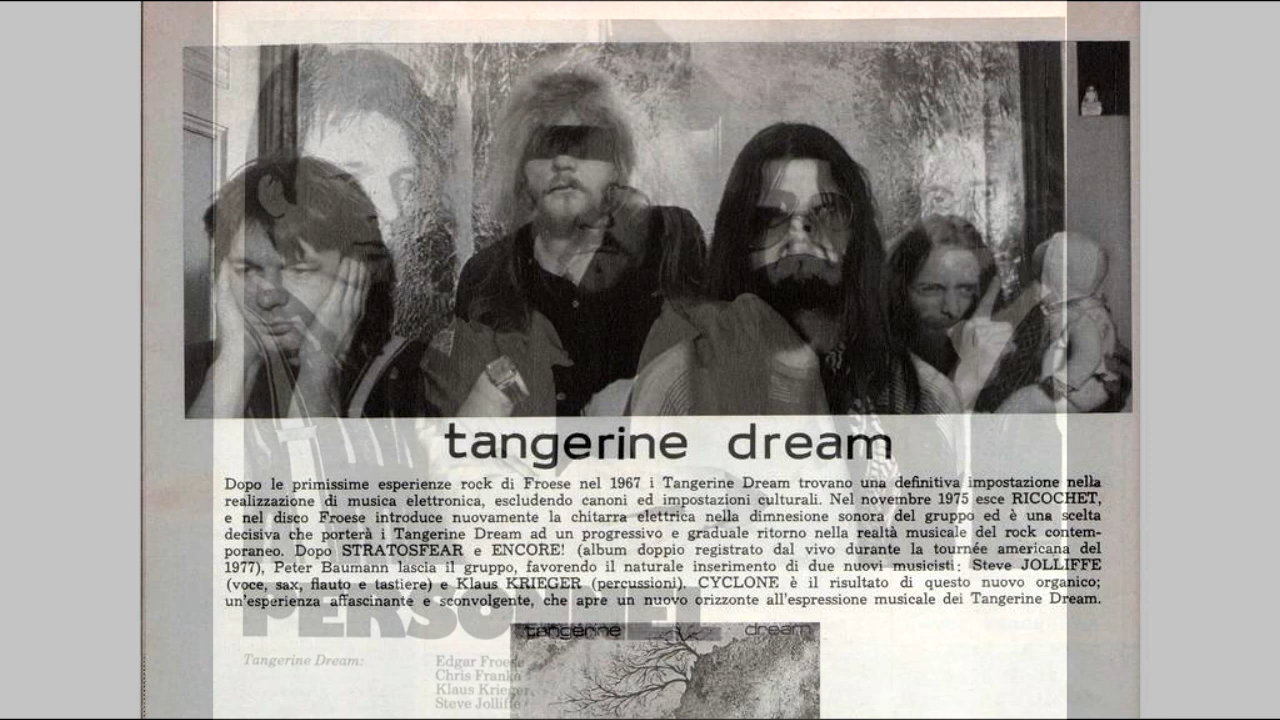 tangerine dream
Dopo le primissime esperienze rock di Froese nel 1967 i Tangerine Dream trovano una definitiva impostazione nella
realizzazione di musica elettronica, escludendo canoni ed impostazioni culturali. Nel novembre 1975 esce RICOCHET,
e nel disco Froese introduce nuovamente la chitarra elettrica nella dimnesione sonora del gruppo ed è una scelta
decisiva che porterà i Tangerine Dream ad un progressivo e graduale ritorno nella realtà musicale del rock contem-
poraneo. Dopo STRATOSFEAR e ENCORE! (album doppio registrato dal vivo durante la tournée americana del
1977), Peter Baumann lascia il gruppo, favorendo il naturale inserimento di due nuovi musicisti: Steve JOLLIFFE
(voce, sax, flauto e tastiere) e Klaus KRIEGER (percussioni). CYCLONE è il risultato di questo nuovo organico;
un'esperienza affascinante e sconvolgente, che apre un nuovo orizzonte all'espressione musicale dei Tangerine Dream.
PERSONNEL
tangerine dream
Tangerine Dream: Edgar Froese
Chris Franke
Klaus Krieger,
Steve Jolliffe